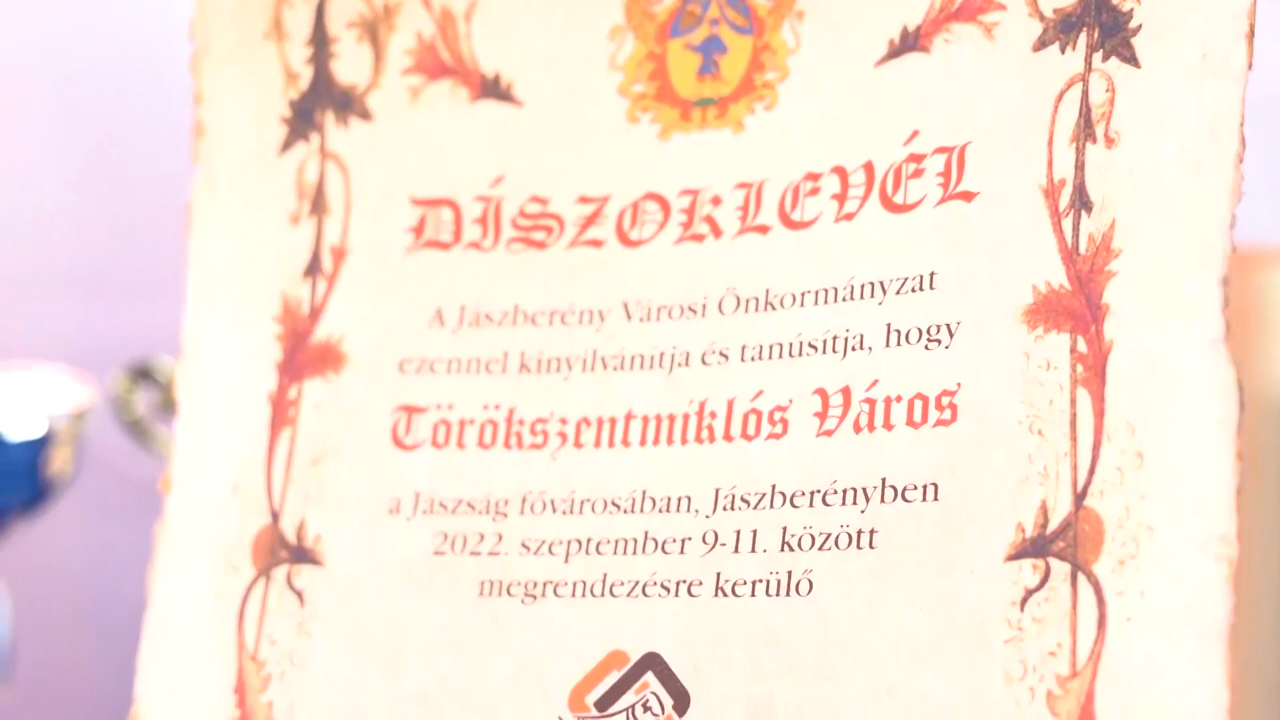 DÍSZOKLEVÉL
A Jászberény Városi Önkormányzat
ezennel kinyilvánítja és tanúsítja, hogy
Törökszentmiklós Város
a Jászság fővárosában, Jászberényben
2022. szeptember 9-11. között
megrendezésre kerülő